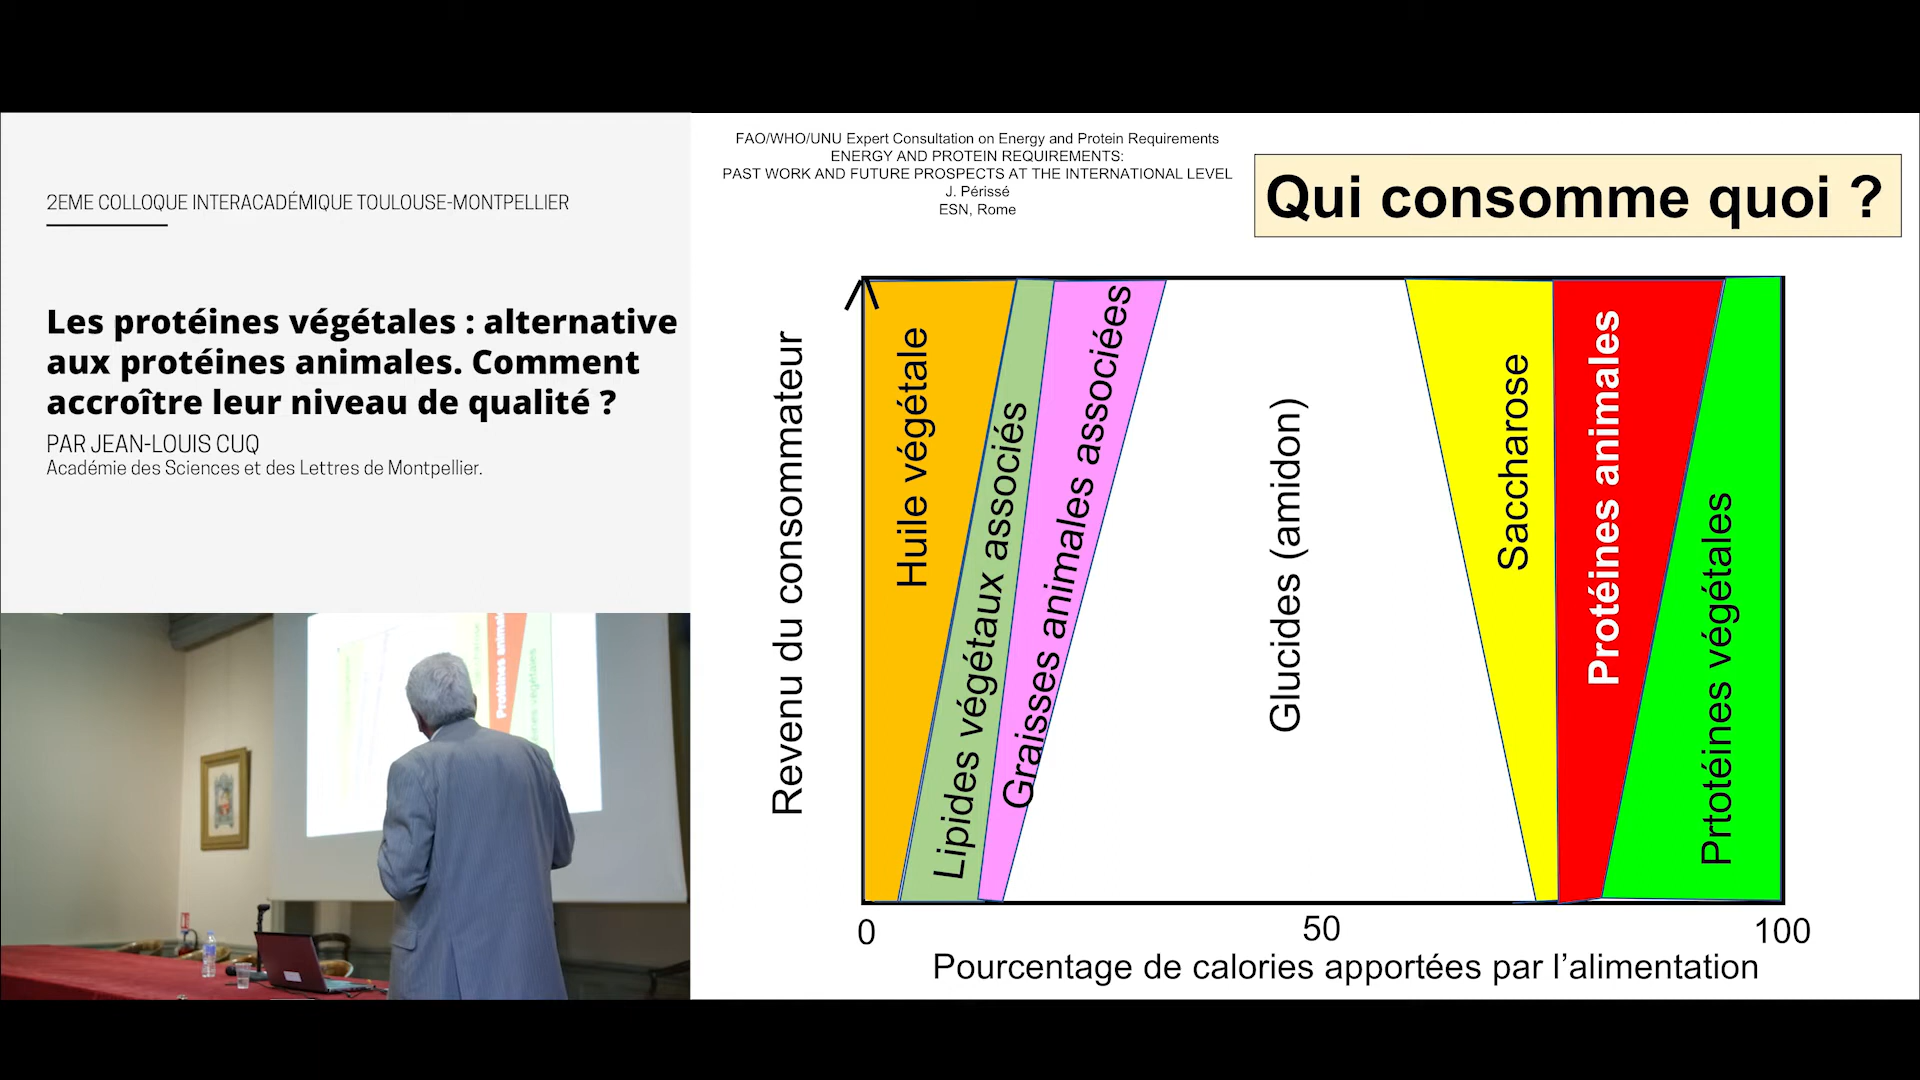 2EME COLLOQUE INTERACADÉMIQUE TOULOUSE-MONTPELLIER
Les protéines végétales : alternative
aux protéines animales. Comment
accroître leur niveau de qualité ?
PAR JEAN-LOUIS CUQ
Académie des Sciences et des Lettres de Montpellier.
FAO/WHO/UNU Expert Consultation on Energy and Protein Requirements
ENERGY AND PROTEIN REQUIREMENTS:
PAST WORK AND FUTURE PROSPECTS AT THE INTERNATIONAL LEVEL
J. Périssé
ESN, Rome
Qui consomme quoi ?
Revenu du consommateur
Huile végétale
Lipides végétaux associés
Graisses animales associées
Glucides (amidon)
Saccharose
Protéines animales
Prtotéines végétales
0
50
100
Pourcentage de calories apportées par l'alimentation